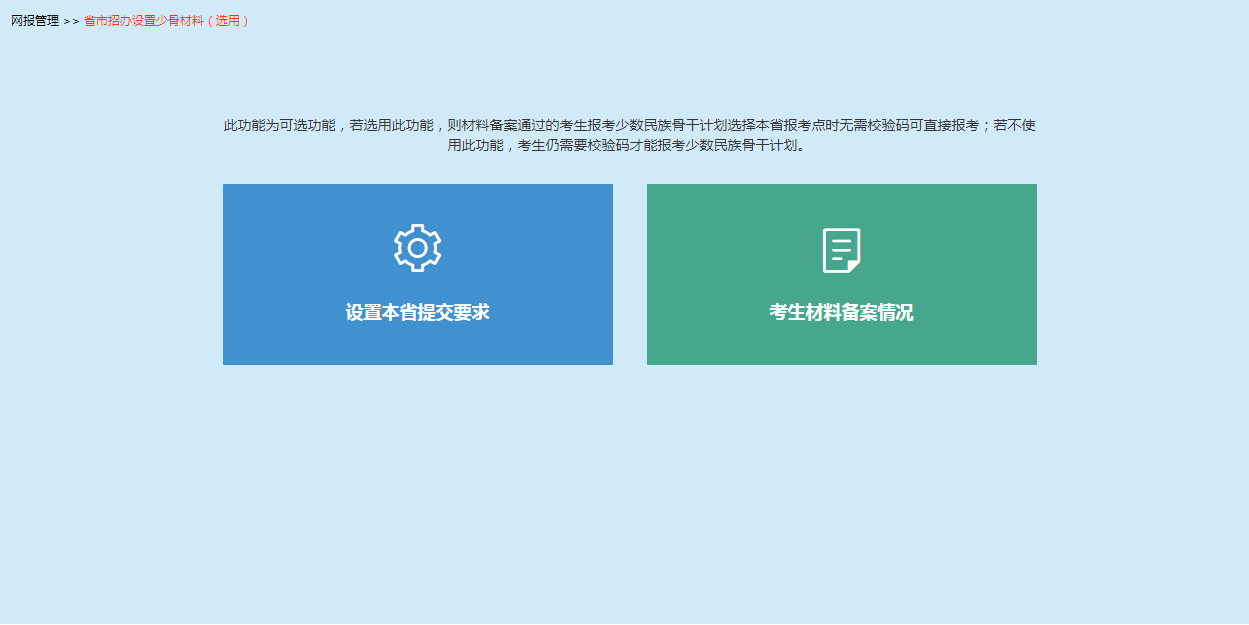 网报管理 >> 省市招办设置少骨材料（选用）
此功能为可选功能，若选用此功能，则材料备案通过的考生报考少数民族骨干计划选择本省报考点时无需校验码可直接报考；若不使
用此功能，考生仍需要校验码才能报考少数民族骨干计划。
设置本省提交要求
考生材料备案情况